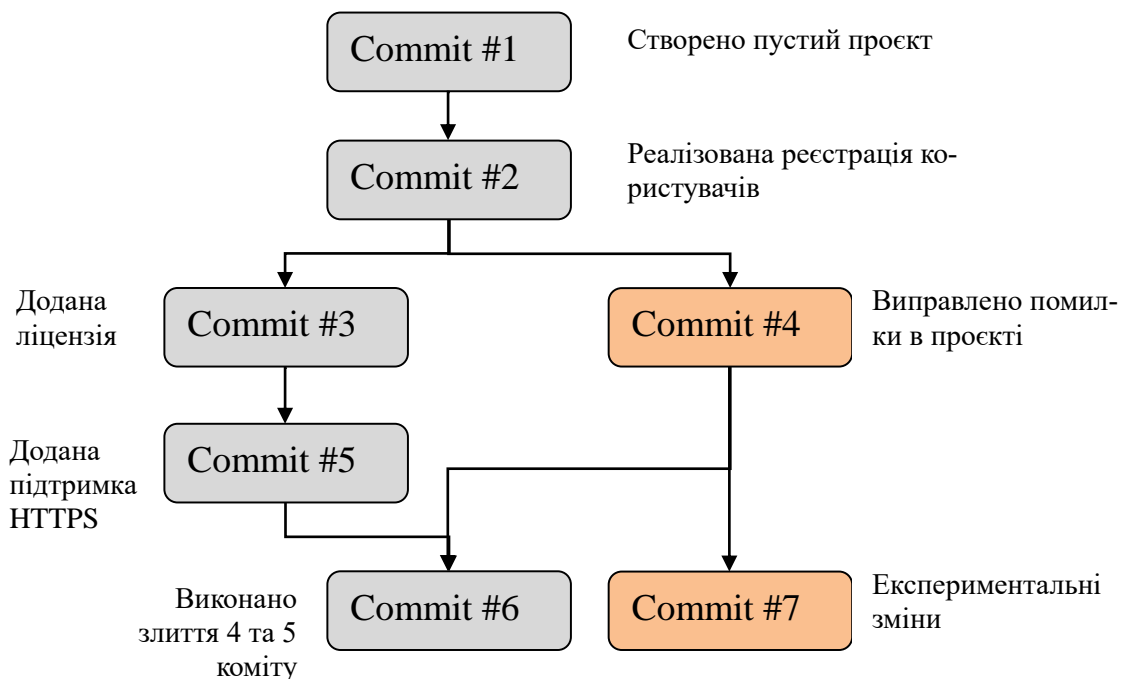 Commit #1
Створено пустий проєкт
Commit #2
Реалізована реєстрація ко-
ристувачів
Додана
ліцензія
Commit #3
Commit #4
Виправлено помил-
ки в проєкті
Додана
підтримка
HTTPS
Commit #5
Виконано
злиття 4 та 5
коміту
Commit #6
Commit #7
Експериментальні
зміни